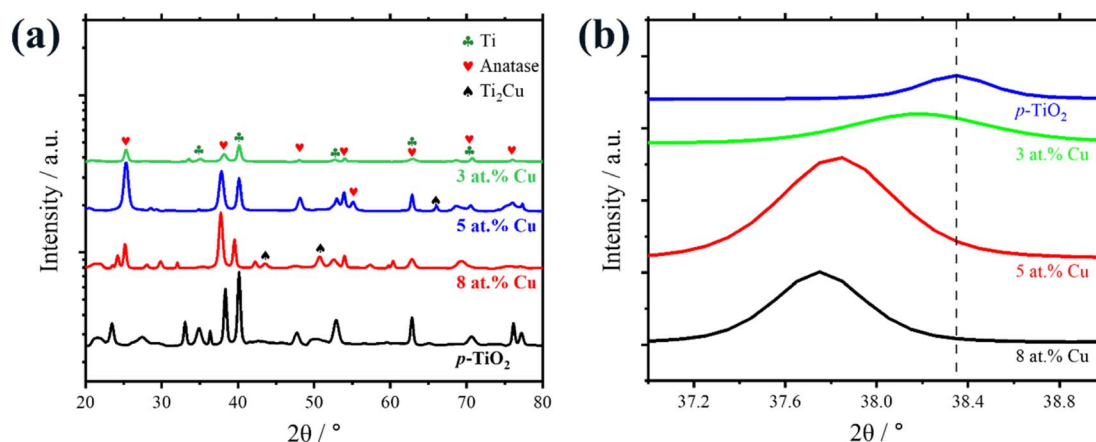 (a)
Intensity / a.u.
♣ Ti
♥ Anatase
♠ Ti₂Cu
3 at.% Cu
5 at.% Cu
8 at.% Cu
p-TiO₂
20 30 40 50 60 70 80
2θ / °
(b)
Intensity / a.u.
p-TiO₂
3 at.% Cu
5 at.% Cu
8 at.% Cu
37.2 37.6 38.0 38.4 38.8
2θ / °